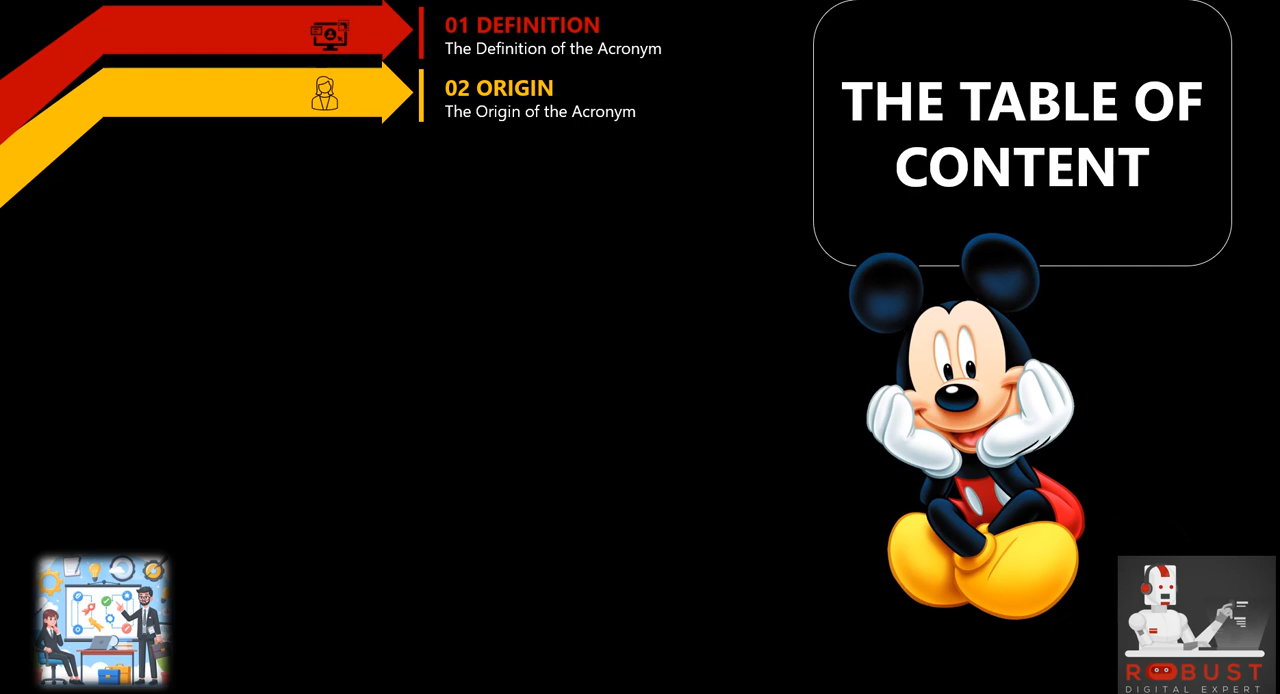 01 DEFINITION
The Definition of the Acronym
02 ORIGIN
The Origin of the Acronym
THE TABLE OF
CONTENT
ROBUST
DIGITAL EXPERT